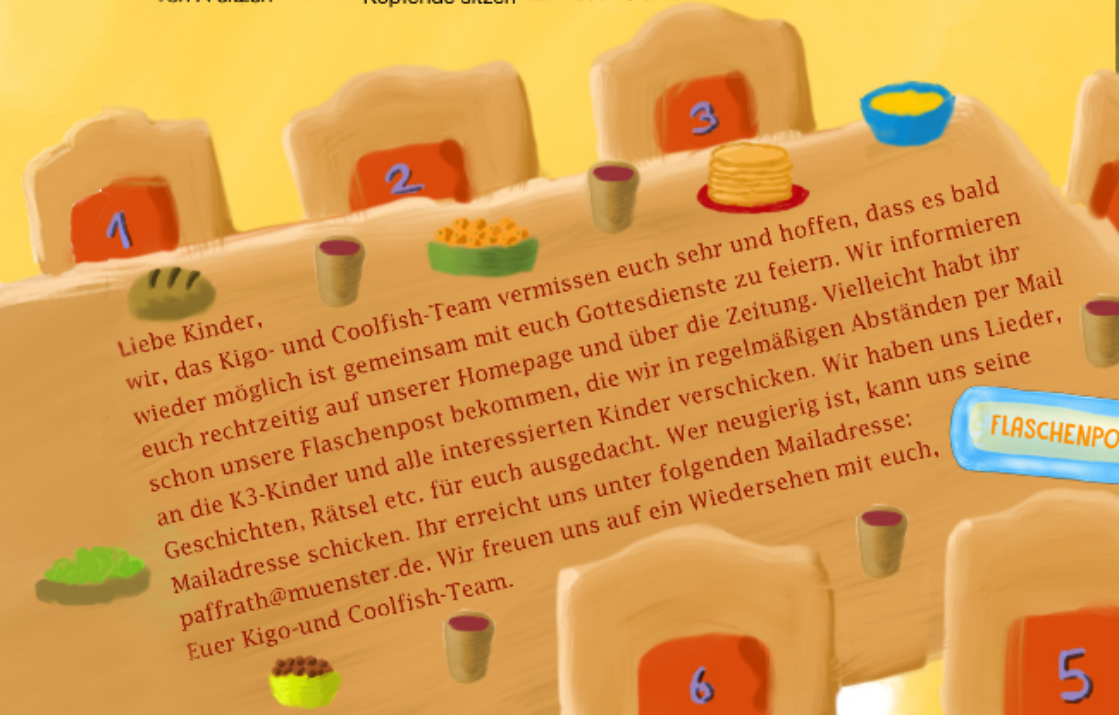 1
2
3
Liebe Kinder,
wir, das Kigo- und Coolfish-Team vermissen euch sehr und hoffen, dass es bald
wieder möglich ist gemeinsam mit euch Gottesdienste zu feiern. Wir informieren
euch rechtzeitig auf unserer Homepage und über die Zeitung. Vielleicht habt ihr
schon unsere Flaschenpost bekommen, die wir in regelmäßigen Abständen per Mail
an die K3-Kinder und alle interessierten Kinder verschicken. Wir haben uns Lieder,
Geschichten, Rätsel etc. für euch ausgedacht. Wer neugierig ist, kann uns seine
Mailadresse schicken. Ihr erreicht uns unter folgenden Mailadresse:
paffrath@muenster.de. Wir freuen uns auf ein Wiedersehen mit euch,
Euer Kigo-und Coolfish-Team.
FLASCHENPO
6
5